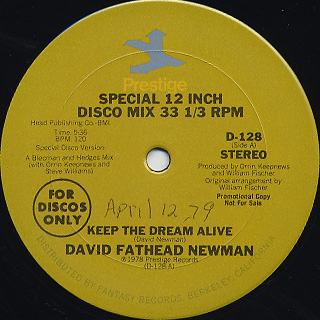 Prestige
SPECIAL 12 INCH
DISCO MIX 33 1/3 RPM
Head Publishing Co.-BMI
Time: 5:36
BPM: 120
Special Disco Version
A Bleeman and Hedges Mix
(with Orrin Keepnews and
Steve Williams)
D-128
(Side A)
STEREO
Produced by Orrin Keepnews
and William Fischer
Original arrangement by
William Fischer
Promotional Copy
Not For Sale
FOR
DISCOS
ONLY
April 12 79
KEEP THE DREAM ALIVE
(David Newman)
DAVID FATHEAD NEWMAN
℗1978 Prestige Records
(D-128 A)
DISTRIBUTED BY FANTASY RECORDS, BERKELEY, CALIFORNIA